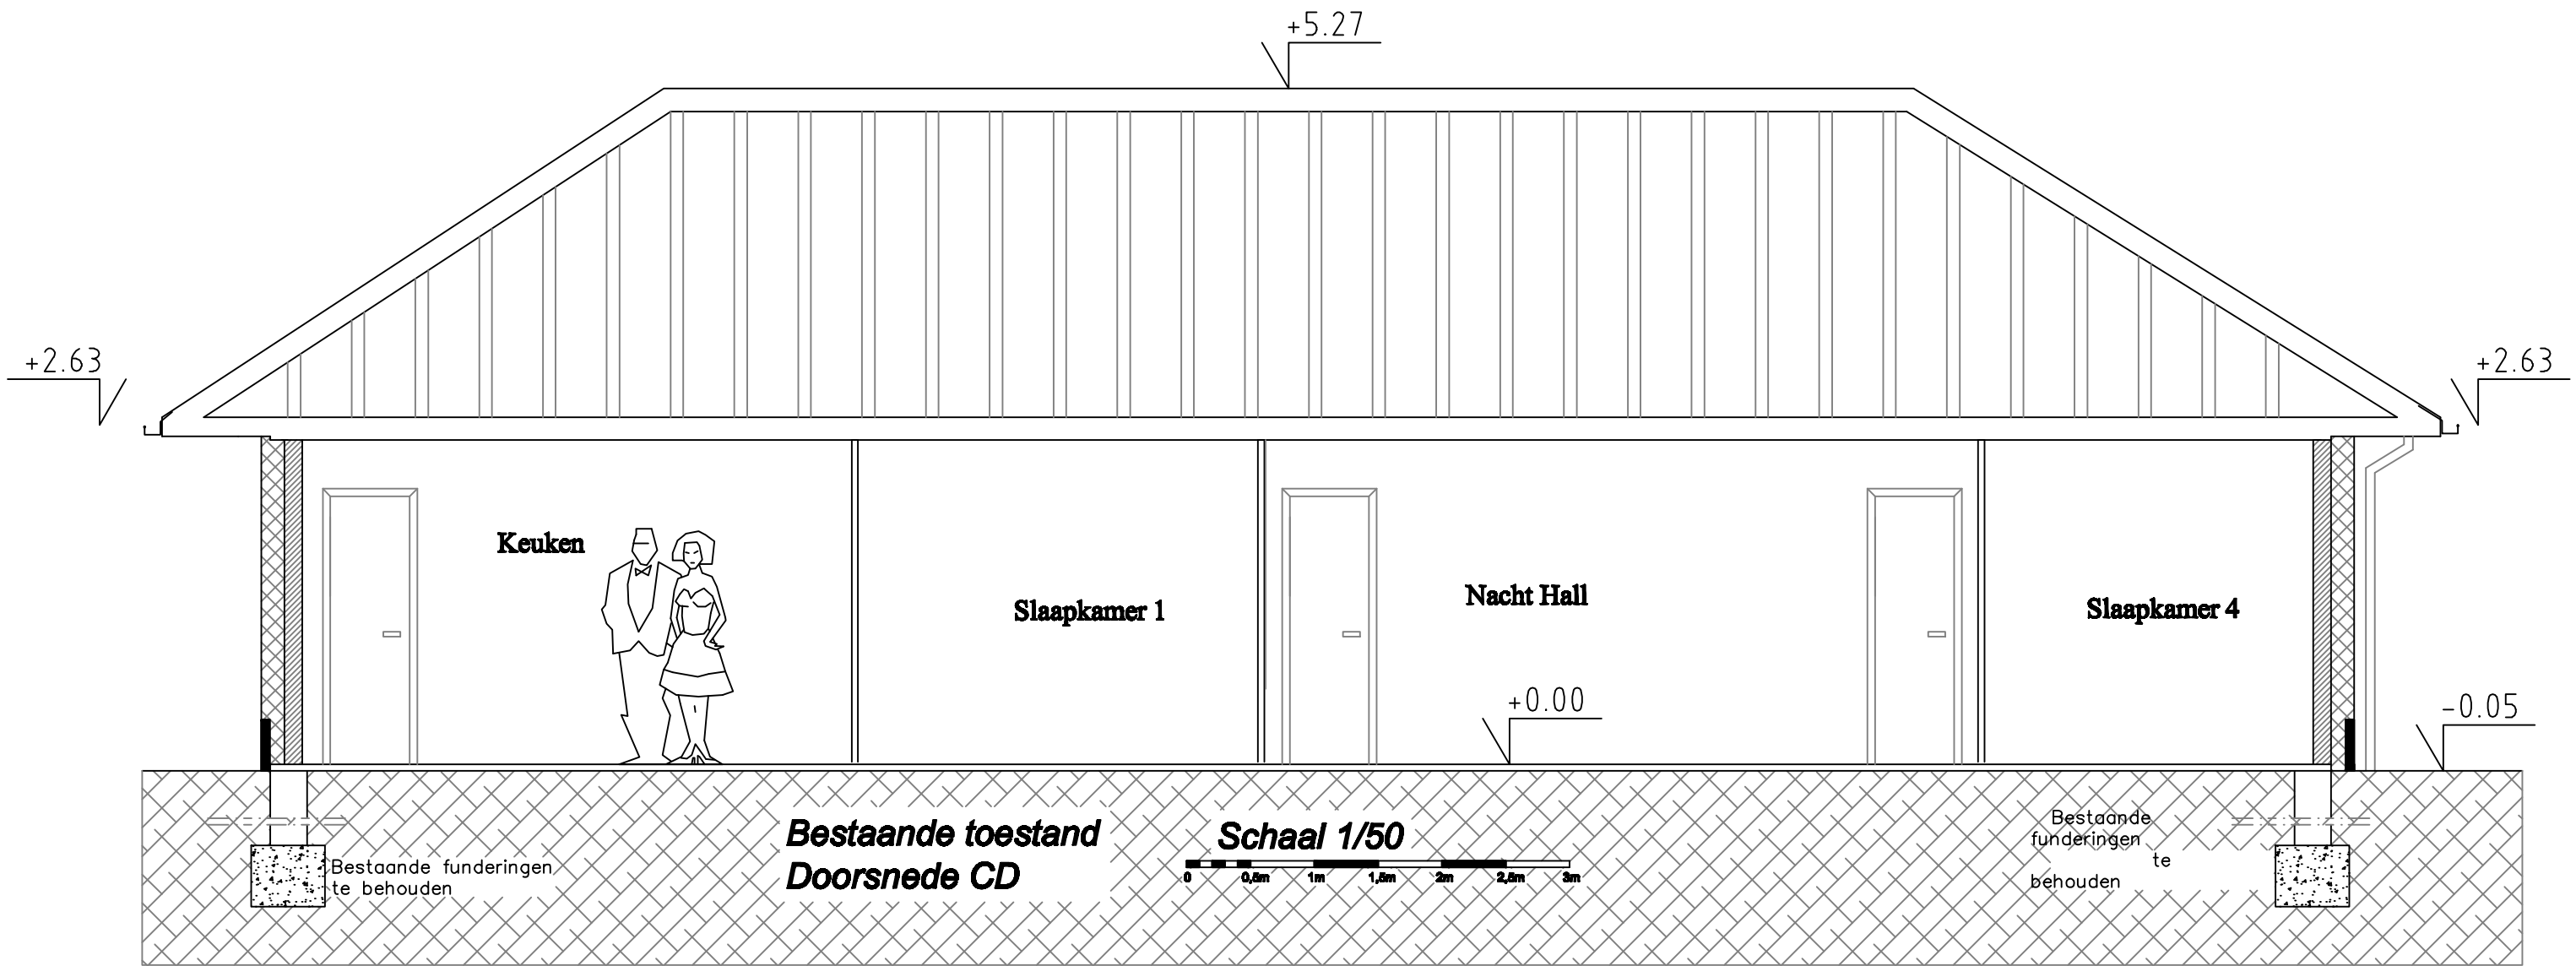 +5.27
+2.63
+2.63
Keuken
Slaapkamer 1
Nacht Hall
Slaapkamer 4
+0.00
-0.05
Bestaande toestand
Doorsnede CD
Schaal 1/50
0 0,5m 1m 1,5m 2m 2,5m 3m
Bestaande funderingen
te behouden
Bestaande
funderingen
te
behouden